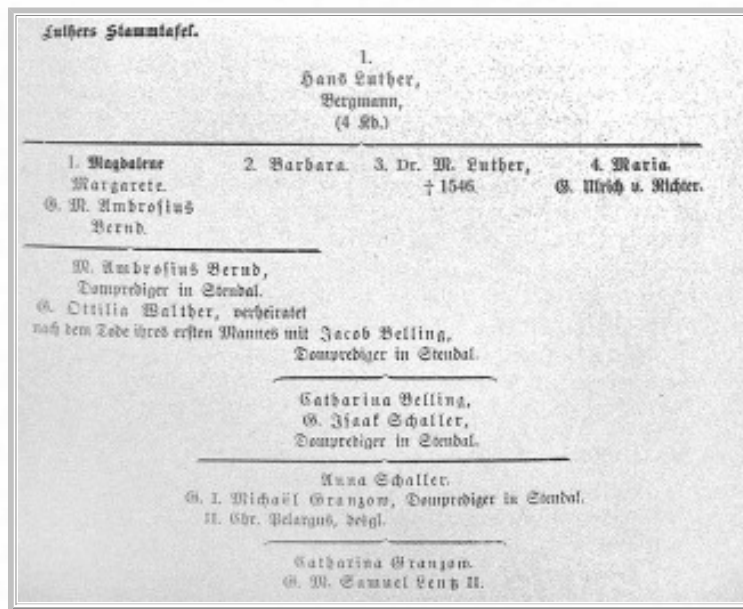 Luthers Stammtafel.
1.
Hans Luther,
Bergmann,
(4 Kd.)
1. Magdalene
Margarete.
G. M. Ambrosius
Bernd.
2. Barbara.
3. Dr. M. Luther,
† 1546.
4. Maria.
G. Ulrich v. Richter.
M. Ambrosius Bernd,
Domprediger in Stendal.
G. Ottilia Walther, verheiratet
nach dem Tode ihres ersten Mannes mit Jacob Belling,
Domprediger in Stendal.
Catharina Belling,
G. Isaak Schaller,
Domprediger in Stendal.
Anna Schaller.
G. I. Michaël Granzow, Domprediger in Stendal.
II. Chr. Pelargus, desgl.
Catharina Granzow.
G. M. Samuel Lentz II.